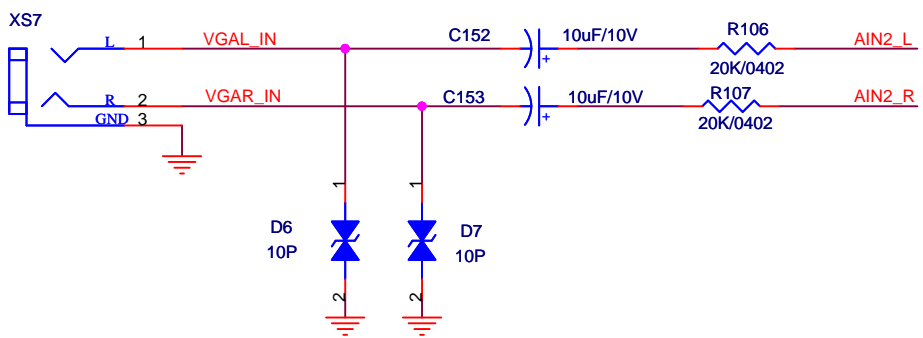 XS7
L 1 VGAL_IN C152 10uF/10V R106 AIN2_L
20K/0402
R 2 VGAR_IN C153 10uF/10V R107 AIN2_R
GND 3 20K/0402
+
+
1 1
D6 D7
10P 10P
2 2